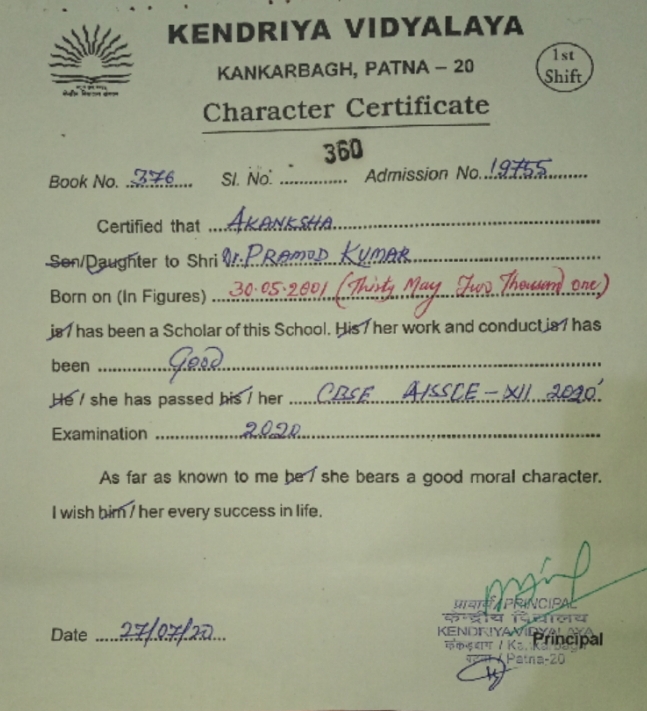 KENDRIYA VIDYALAYA
KANKARBAGH, PATNA – 20
1st
Shift
Character Certificate
360
Book No. 376 Sl. No. Admission No. 19755
Certified that AKANKSHA
Son/Daughter to Shri Dr. PRAMOD KUMAR
Born on (In Figures) 30.05.2001 (Thirty May Two Thousand one)
is / has been a Scholar of this School. His / her work and conduct is / has
been Good
He / she has passed his / her CBSE AISSCE – XII 2020
Examination 2020
As far as known to me he / she bears a good moral character.
I wish him / her every success in life.
Date 27/07/20
प्राचार्य / PRINCIPAL
केन्द्रीय विद्यालय
KENDRIYA VIDYALAYA
Principal
कंकड़बाग /
पटना / Patna-20